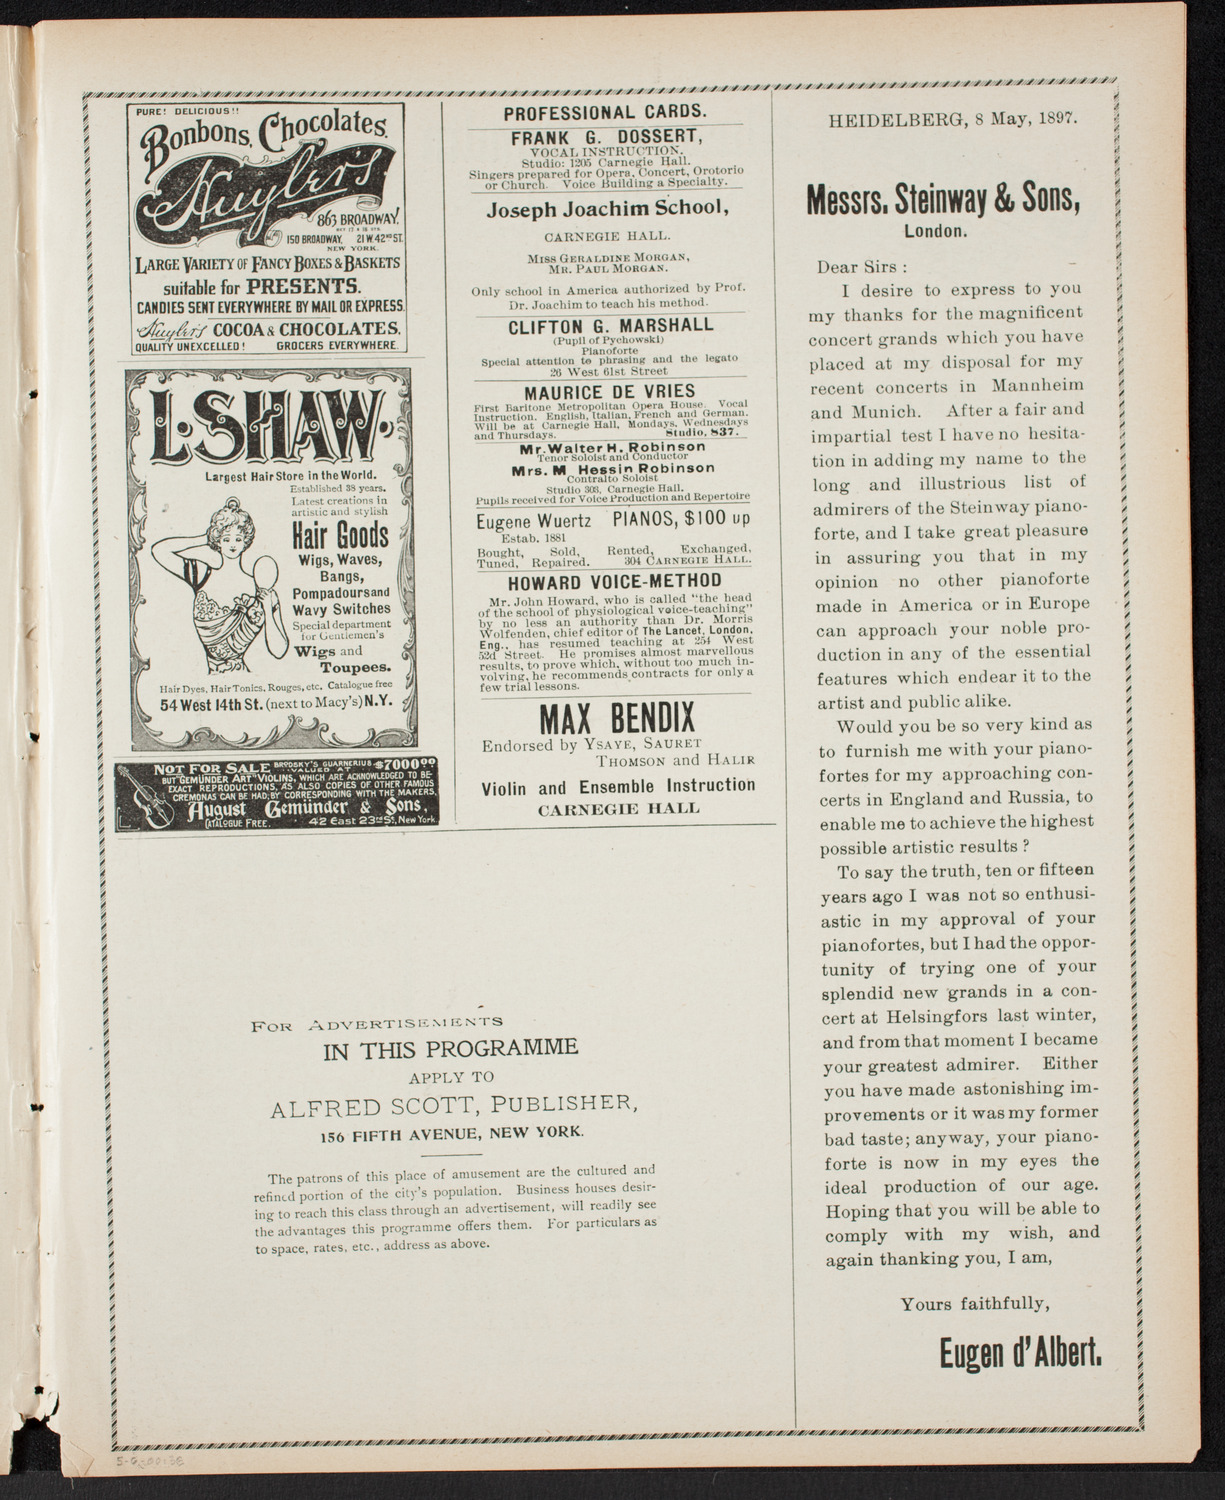 PURE! DELICIOUS!!
Bonbons, Chocolates.
Huyler's
863 BROADWAY,
150 BROADWAY, 21 W. 42ND ST.
NEW YORK.
LARGE VARIETY OF FANCY BOXES & BASKETS
suitable for PRESENTS.
CANDIES SENT EVERYWHERE BY MAIL OR EXPRESS.
Huyler's COCOA & CHOCOLATES.
QUALITY UNEXCELLED! GROCERS EVERYWHERE.
L. SHAW.
Largest Hair Store in the World.
Established 38 years.
Latest creations in
artistic and stylish
Hair Goods
Wigs, Waves,
Bangs,
Pompadours and
Wavy Switches
Special department
for Gentlemen's
Wigs and
Toupees.
Hair Dyes, Hair Tonics, Rouges, etc. Catalogue free
54 West 14th St. (next to Macy's) N.Y.
NOT FOR SALE BRODSKY'S GUARNERIUS VALUED AT $7000.00
BUT "GEMÜNDER ART" VIOLINS, WHICH ARE ACKNOWLEDGED TO BE
EXACT REPRODUCTIONS, AS ALSO COPIES OF OTHER FAMOUS
CREMONAS CAN BE HAD; BY CORRESPONDING WITH THE MAKERS,
August Gemünder & Sons,
CATALOGUE FREE. 42 East 23rd St, New York.
PROFESSIONAL CARDS.
FRANK G. DOSSERT,
VOCAL INSTRUCTION.
Studio: 1205 Carnegie Hall.
Singers prepared for Opera, Concert, Orotorio
or Church. Voice Building a Specialty.
Joseph Joachim School,
CARNEGIE HALL.
MISS GERALDINE MORGAN,
MR. PAUL MORGAN.
Only school in America authorized by Prof.
Dr. Joachim to teach his method.
CLIFTON G. MARSHALL
(Pupil of Pychowski)
Pianoforte
Special attention to phrasing and the legato
26 West 61st Street
MAURICE DE VRIES
First Baritone Metropolitan Opera House. Vocal
Instruction. English, Italian, French and German.
Will be at Carnegie Hall, Mondays, Wednesdays
and Thursdays. Studio, 837.
Mr. Walter H. Robinson
Tenor Soloist and Conductor
Mrs. M Hessin Robinson
Contralto Soloist
Studio 303, Carnegie Hall.
Pupils received for Voice Production and Repertoire
Eugene Wuertz PIANOS, $100 up
Estab. 1881
Bought, Sold, Rented, Exchanged,
Tuned, Repaired. 304 CARNEGIE HALL.
HOWARD VOICE-METHOD
Mr. John Howard, who is called "the head
of the school of physiological voice-teaching"
by no less an authority than Dr. Morris
Wolfenden, chief editor of The Lancet, London,
Eng., has resumed teaching at 254 West
52d Street. He promises almost marvellous
results, to prove which, without too much in-
volving, he recommends contracts for only a
few trial lessons.
MAX BENDIX
Endorsed by YSAYE, SAURET
THOMSON and HALIR
Violin and Ensemble Instruction
CARNEGIE HALL
FOR ADVERTISEMENTS
IN THIS PROGRAMME
APPLY TO
ALFRED SCOTT, PUBLISHER,
156 FIFTH AVENUE, NEW YORK.
The patrons of this place of amusement are the cultured and
refined portion of the city's population. Business houses desir-
ing to reach this class through an advertisement, will readily see
the advantages this programme offers them. For particulars as
to space, rates, etc., address as above.
HEIDELBERG, 8 May, 1897.
Messrs. Steinway & Sons,
London.
Dear Sirs :
I desire to express to you
my thanks for the magnificent
concert grands which you have
placed at my disposal for my
recent concerts in Mannheim
and Munich. After a fair and
impartial test I have no hesita-
tion in adding my name to the
long and illustrious list of
admirers of the Steinway piano-
forte, and I take great pleasure
in assuring you that in my
opinion no other pianoforte
made in America or in Europe
can approach your noble pro-
duction in any of the essential
features which endear it to the
artist and public alike.
Would you be so very kind as
to furnish me with your piano-
fortes for my approaching con-
certs in England and Russia, to
enable me to achieve the highest
possible artistic results ?
To say the truth, ten or fifteen
years ago I was not so enthusi-
astic in my approval of your
pianofortes, but I had the oppor-
tunity of trying one of your
splendid new grands in a con-
cert at Helsingfors last winter,
and from that moment I became
your greatest admirer. Either
you have made astonishing im-
provements or it was my former
bad taste; anyway, your piano-
forte is now in my eyes the
ideal production of our age.
Hoping that you will be able to
comply with my wish, and
again thanking you, I am,
Yours faithfully,
Eugen d'Albert.